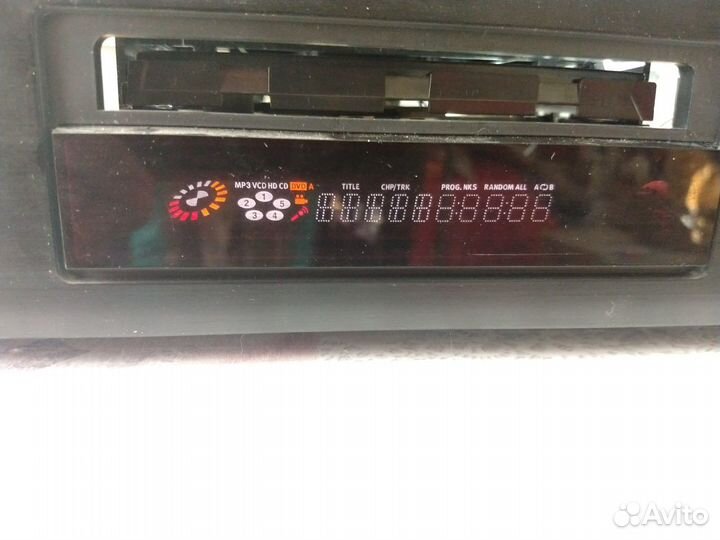 MP3 VCD HD CD DVD A TITLE CHP/TRK PROG. NKS RANDOM ALL A B
1
2 5
3 4
Avito